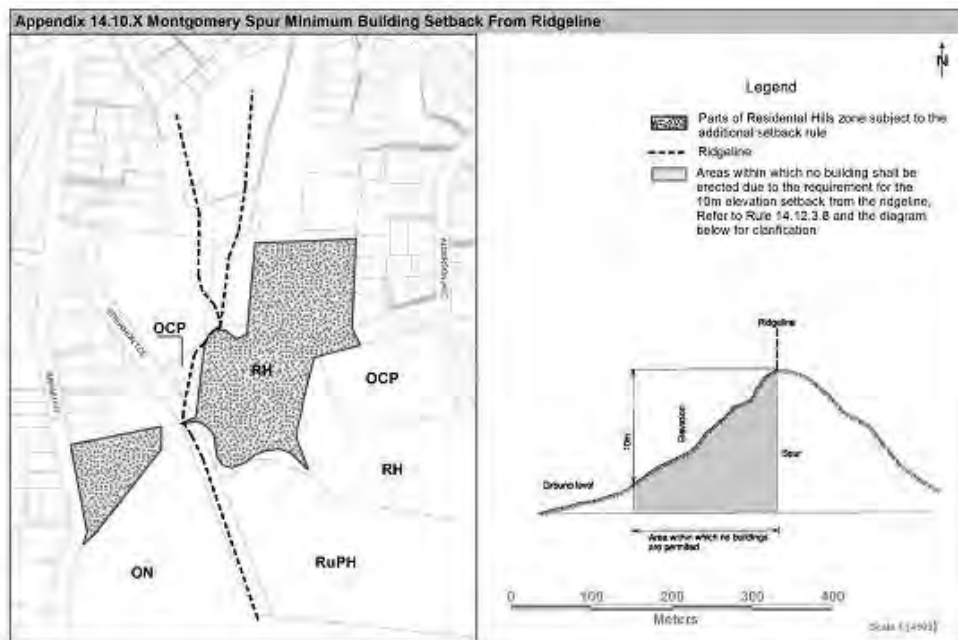 Appendix 14.10.X Montgomery Spur Minimum Building Setback From Ridgeline
OCP
RH
OCP
RH
ON
RuPH
N
Legend
Parts of Residental Hills zone subject to the
additional setback rule
Ridgeline
Areas within which no building shall be
erected due to the requirement for the
10m elevation setback from the ridgeline,
Refer to Rule 14.12.3.8 and the diagram
below for clarification
Ridgeline
10m
Elevation
Spur
Ground level
Area within which no buildings
are permitted
0 100 200 300 400
Meters